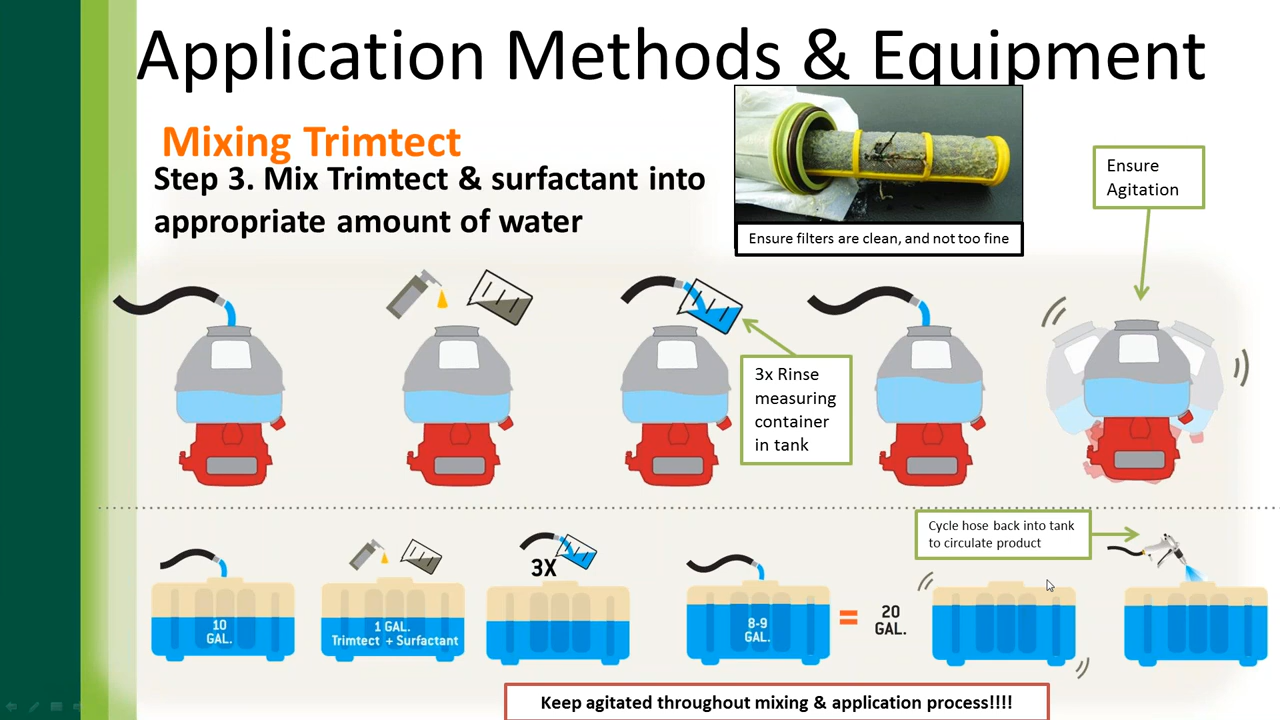 Application Methods & Equipment
Mixing Trimtect
Step 3. Mix Trimtect & surfactant into
appropriate amount of water
Ensure filters are clean, and not too fine
Ensure
Agitation
3x Rinse
measuring
container
in tank
Cycle hose back into tank
to circulate product
3X
10
GAL.
1 GAL.
Trimtect + Surfactant
8-9
GAL.
=
20
GAL.
Keep agitated throughout mixing & application process!!!!